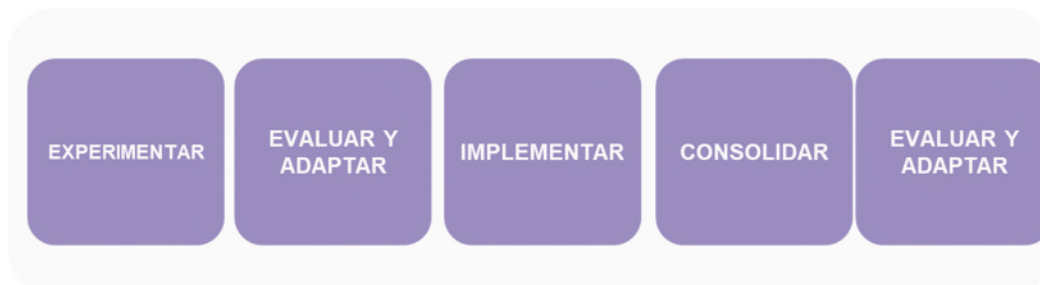 EXPERIMENTAR
EVALUAR Y
ADAPTAR
IMPLEMENTAR
CONSOLIDAR
EVALUAR Y
ADAPTAR